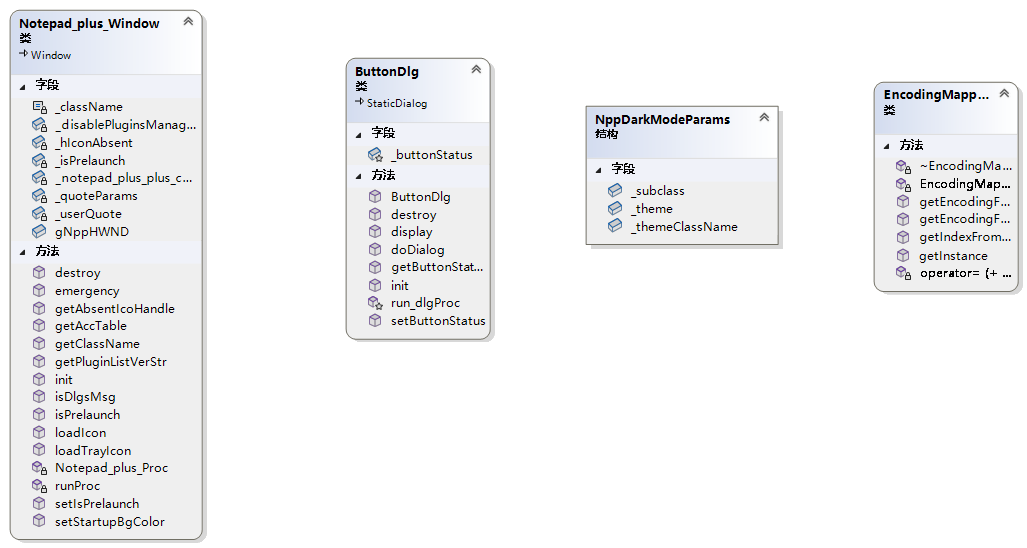 Notepad_plus_Window
类
Window
字段
_className
_disablePluginsManag...
_hIconAbsent
_isPrelaunch
_notepad_plus_plus_c...
_quoteParams
_userQuote
gNppHWND
方法
destroy
emergency
getAbsentIcoHandle
getAccTable
getClassName
getPluginListVerStr
init
isDlgsMsg
isPrelaunch
loadIcon
loadTrayIcon
Notepad_plus_Proc
runProc
setIsPrelaunch
setStartupBgColor
ButtonDlg
类
StaticDialog
字段
_buttonStatus
方法
ButtonDlg
destroy
display
doDialog
getButtonStat...
init
run_dlgProc
setButtonStatus
NppDarkModeParams
结构
字段
_subclass
_theme
_themeClassName
EncodingMapp...
类
方法
~EncodingMa...
EncodingMap...
getEncodingF...
getEncodingF...
getIndexFrom...
getInstance
operator= (+ ...